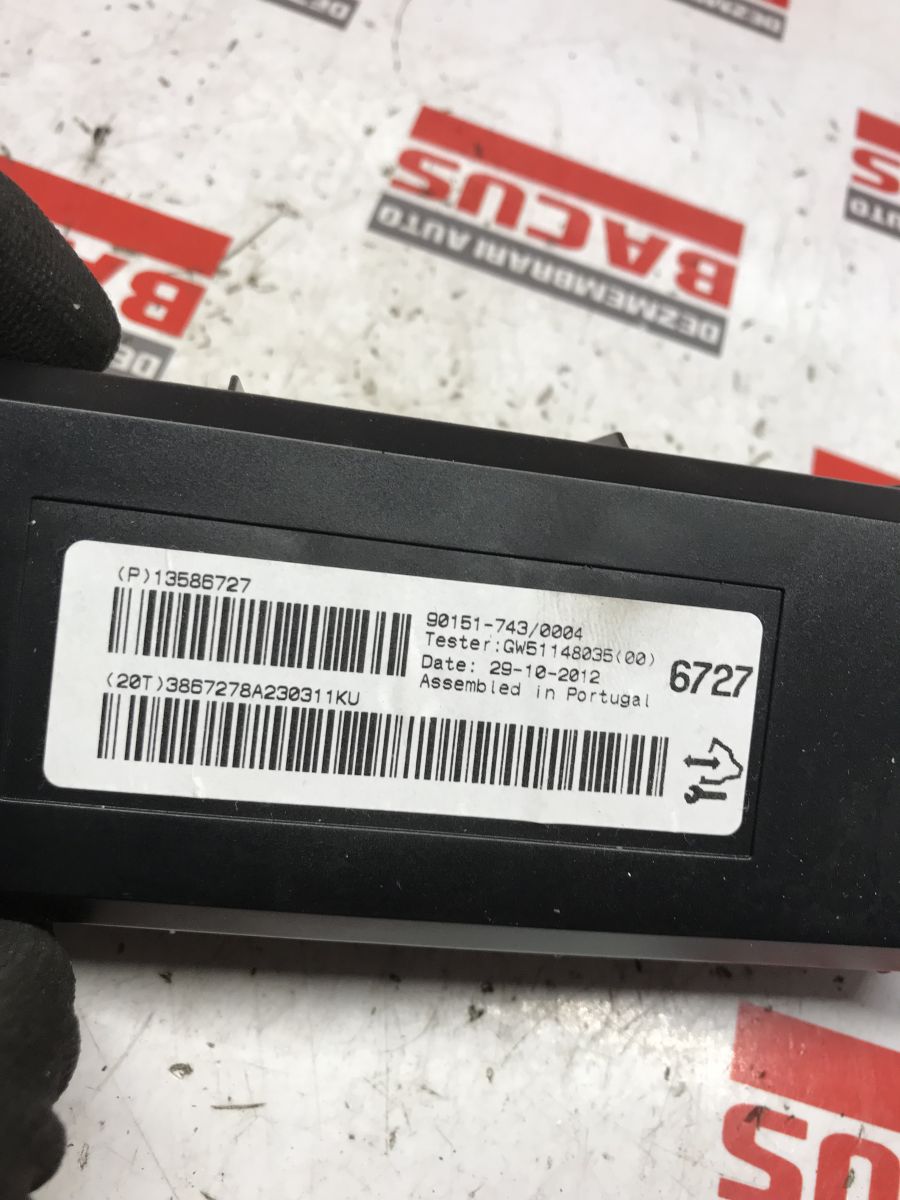 BACUS
DEZMEMBRARI AUTO
(P)13586727
90151-743/0004
Tester:GW51148035(00)
Date: 29-10-2012
Assembled in Portugal
6727
(20T)3867278A230311KU